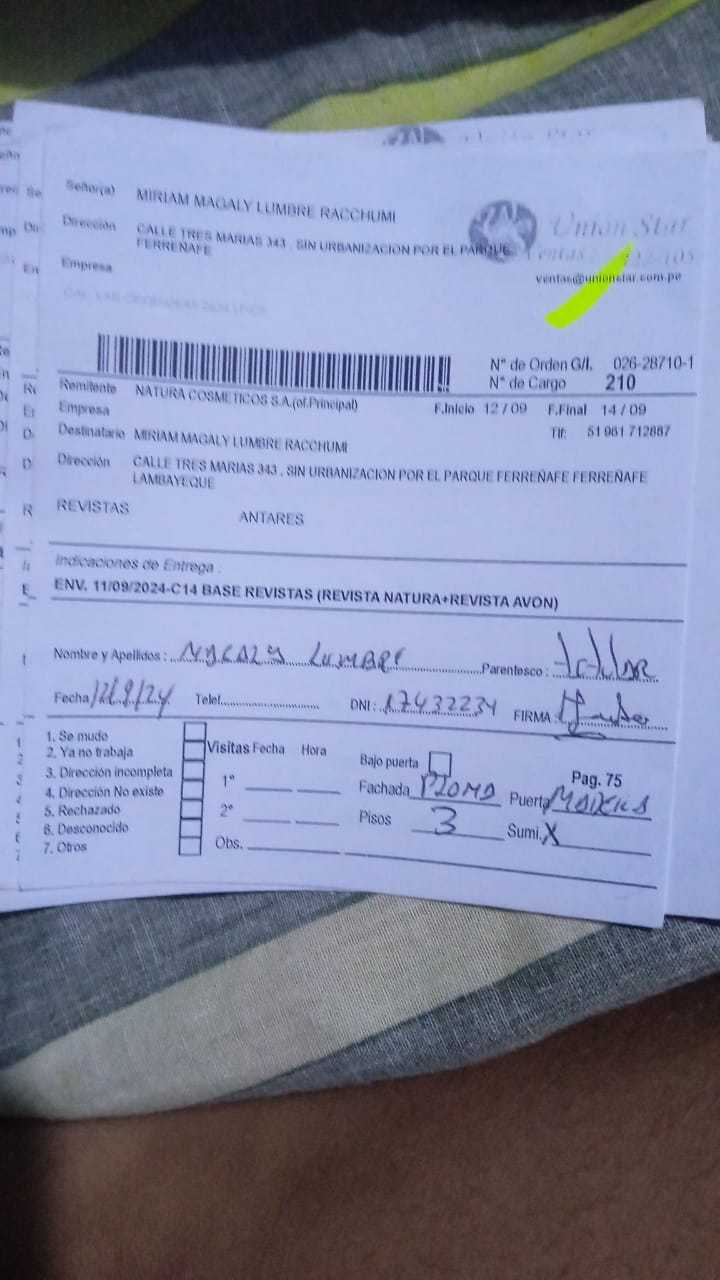 Señor(a) MIRIAM MAGALY LUMBRE RACCHUMI
Dirección CALLE TRES MARIAS 343 , SIN URBANIZACION POR EL PARQUE
FERREÑAFE
Empresa
Unión Star
Ventas
ventas@unionstar.com.pe
N° de Orden G/I. 026-28710-1
N° de Cargo 210
Remitente NATURA COSMETICOS S.A.(of.Principal)
Empresa F.Inicio 12 / 09 F.Final 14 / 09
Destinatario MIRIAM MAGALY LUMBRE RACCHUMI Tlf: 51 961 712887
Dirección CALLE TRES MARIAS 343 , SIN URBANIZACION POR EL PARQUE FERREÑAFE FERREÑAFE
LAMBAYEQUE
REVISTAS ANTARES
Indicaciones de Entrega :
ENV. 11/09/2024-C14 BASE REVISTAS (REVISTA NATURA+REVISTA AVON)
Nombre y Apellidos : LUMBRE Parentesco :
Fecha Telef. DNI : 17432234 FIRMA :
1. Se mudo
2. Ya no trabaja
3. Dirección incompleta
4. Dirección No existe
5. Rechazado
6. Desconocido
7. Otros
Visitas Fecha Hora
1°
2°
Obs.
Bajo puerta
Pag. 75
Fachada PLOMO Puerta
Pisos 3 Sumi. X